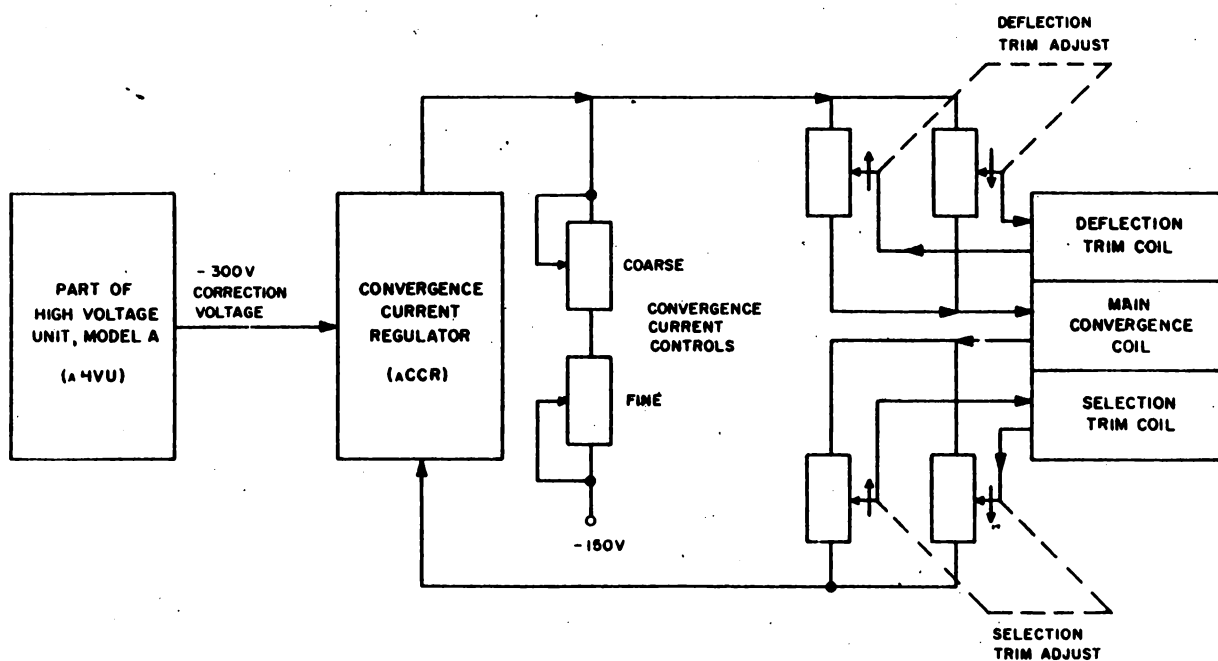 DEFLECTION
TRIM ADJUST
PART OF
HIGH VOLTAGE
UNIT, MODEL A
(A HVU)
-300V
CORRECTION
VOLTAGE
CONVERGENCE
CURRENT
REGULATOR
(ACCR)
COARSE
CONVERGENCE
CURRENT
CONTROLS
FINE
-150V
DEFLECTION
TRIM COIL
MAIN
CONVERGENCE
COIL
SELECTION
TRIM COIL
SELECTION
TRIM ADJUST